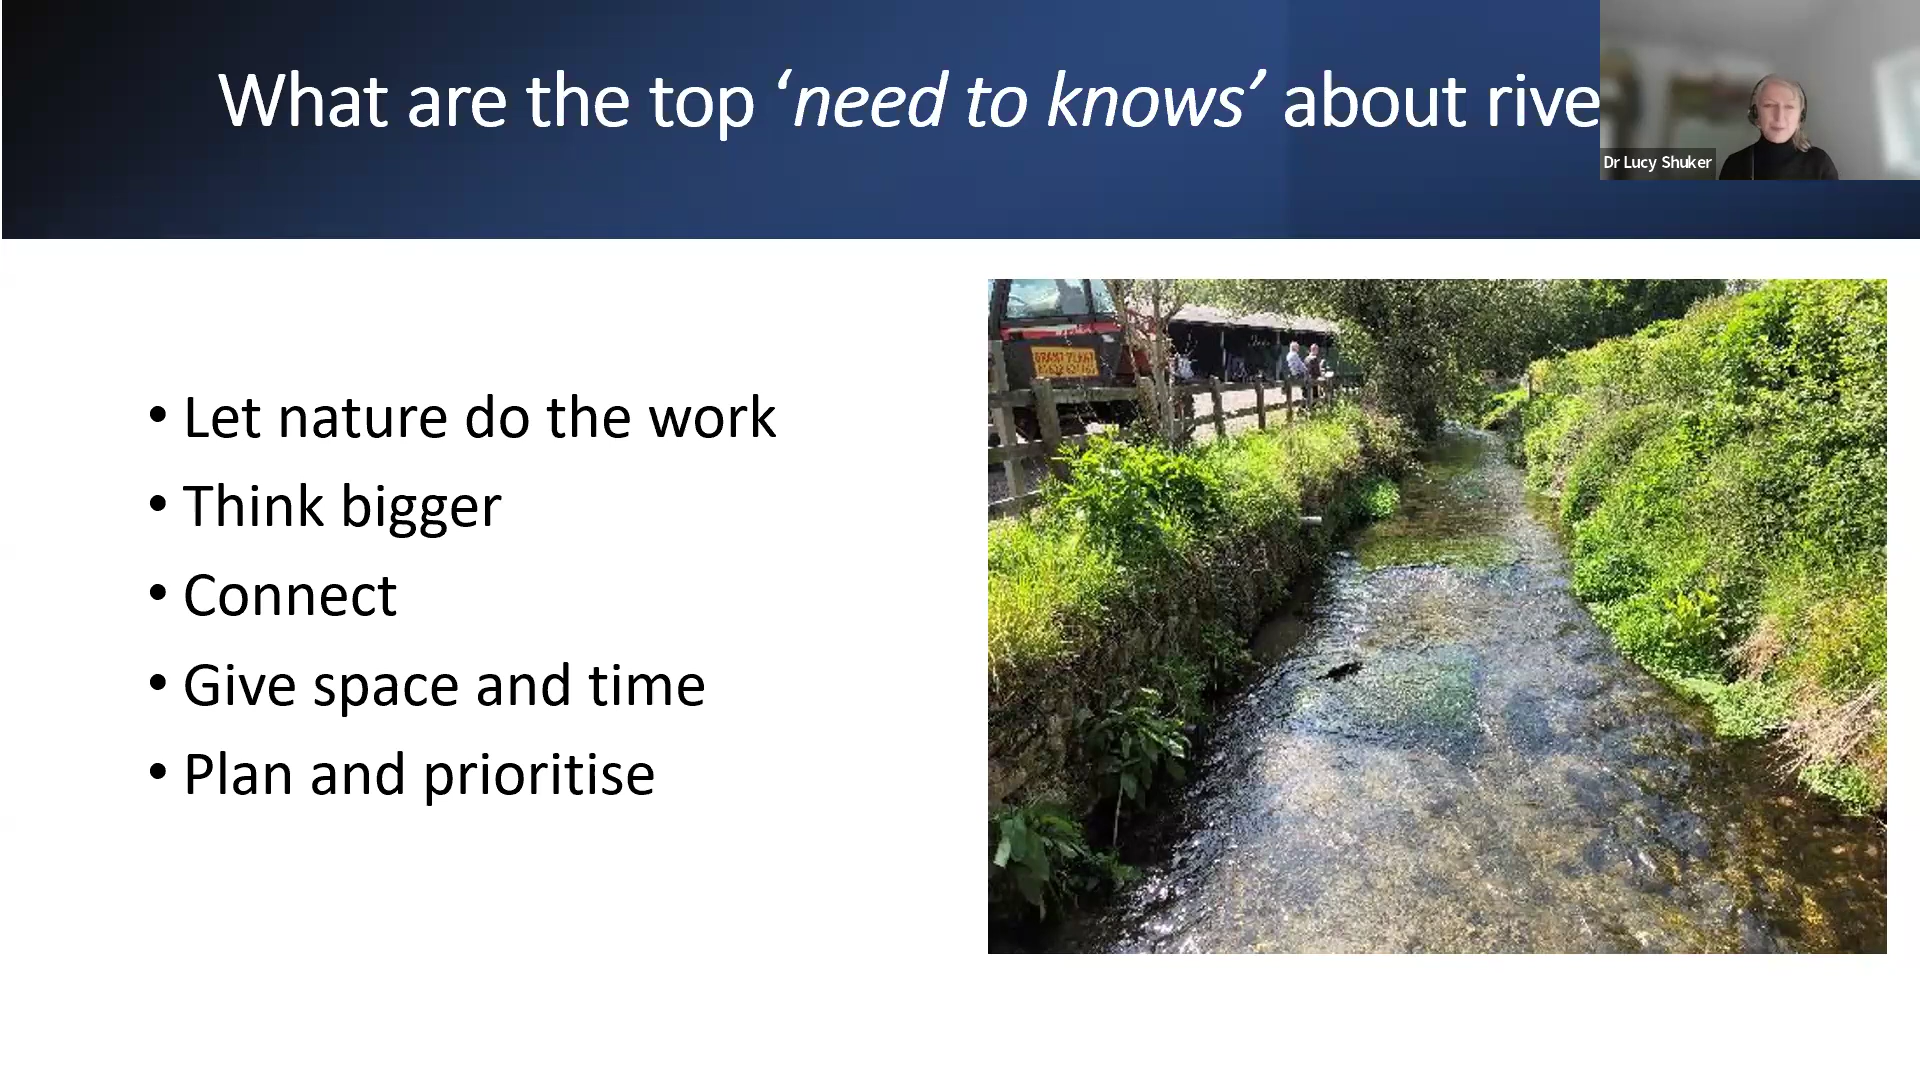 What are the top ‘need to knows’ about rive
Dr Lucy Shuker
• Let nature do the work
• Think bigger
• Connect
• Give space and time
• Plan and prioritise